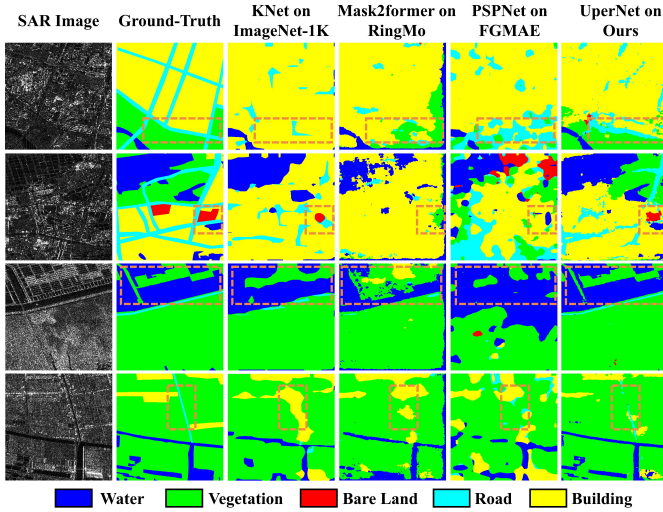 SAR Image Ground-Truth KNet on Mask2former on PSPNet on UperNet on
ImageNet-1K RingMo FGMAE Ours
Water Vegetation Bare Land Road Building